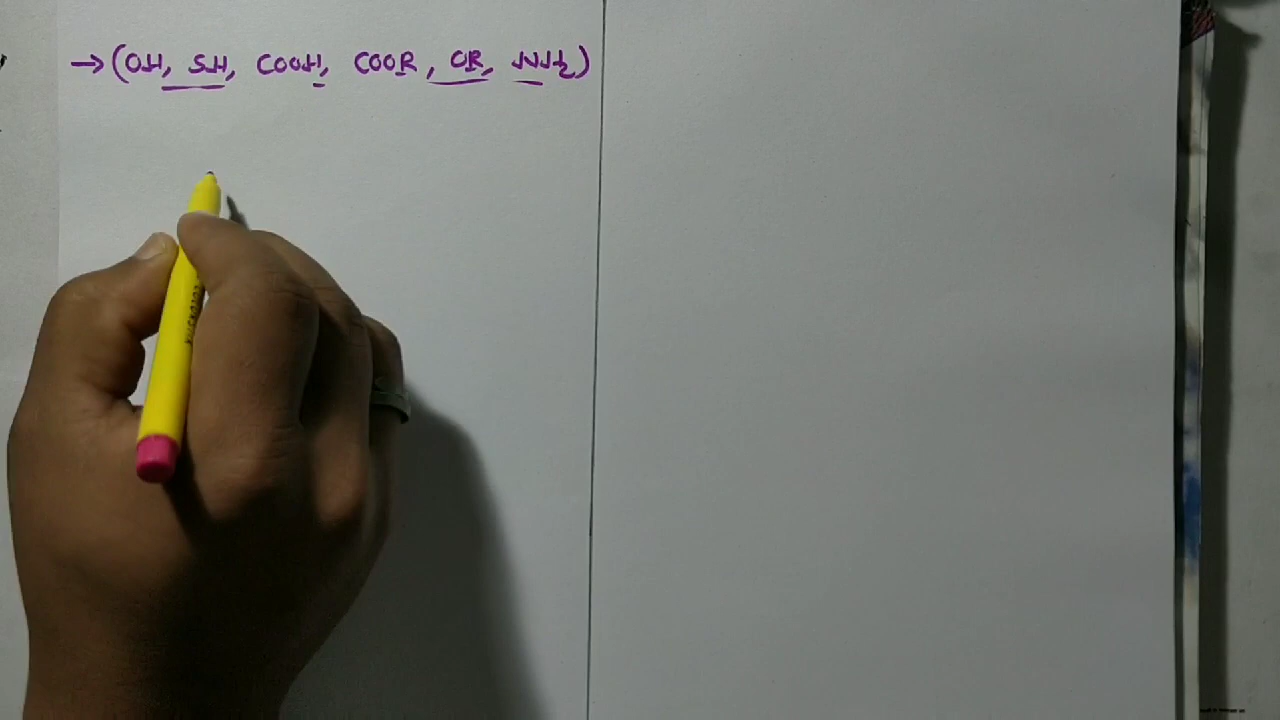 →(OH, SH, COOH, COOR, OR, NH₂)